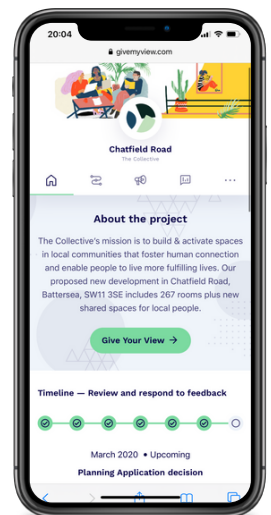 20:04
givemyview.com
Chatfield Road
The Collective
About the project
The Collective's mission is to build & activate spaces
in local communities that foster human connection
and enable people to live more fulfilling lives. Our
proposed new development in Chatfield Road,
Battersea, SW11 3SE includes 267 rooms plus new
shared spaces for local people.
Give Your View →
Timeline — Review and respond to feedback
March 2020 • Upcoming
Planning Application decision